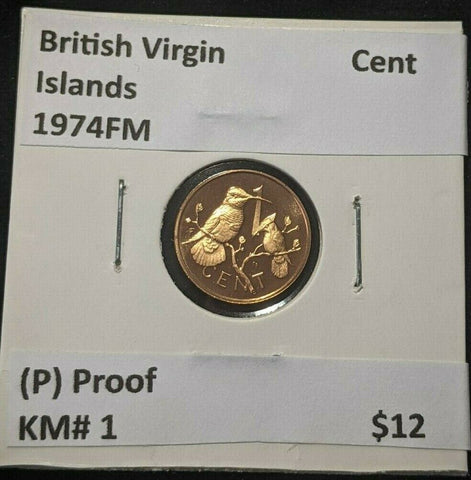 British Virgin Cent
Islands
1974FM
1
CENT
(P) Proof
KM# 1 $12